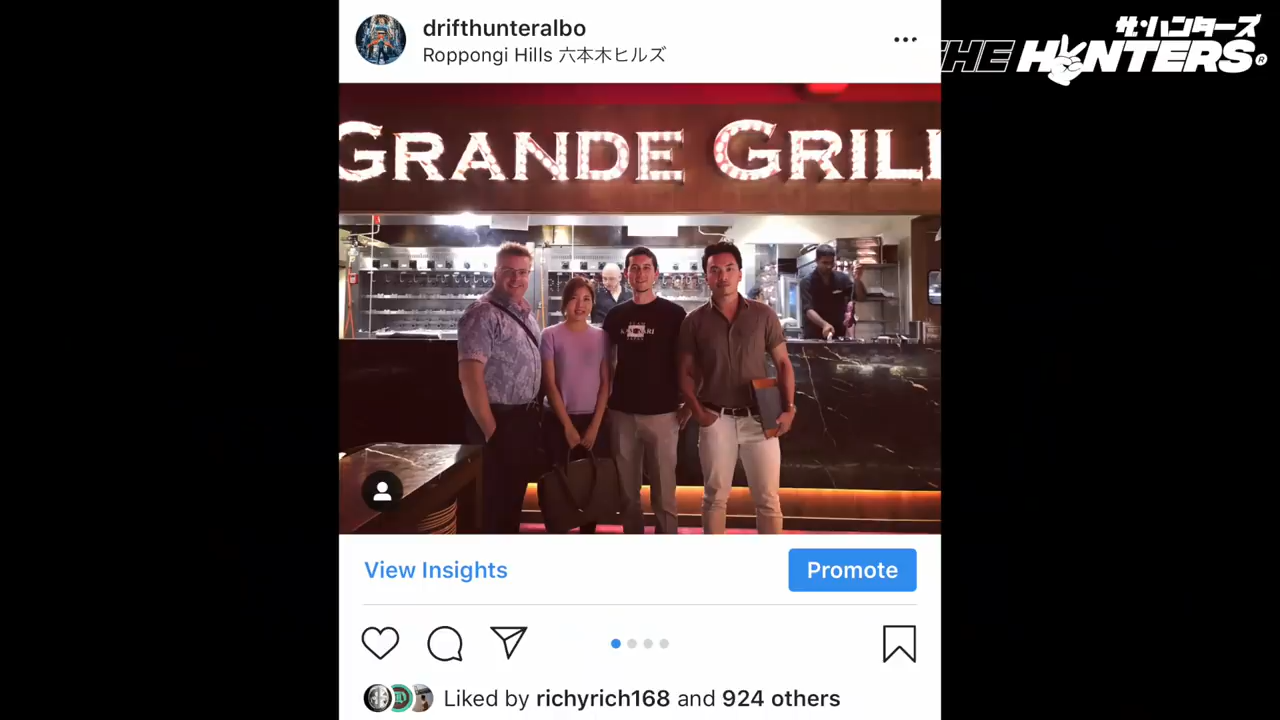 drifthunteralbo
Roppongi Hills 六本木ヒルズ
ザ・ハンターズ
THE HUNTERS
GRANDE GRILL
View Insights
Promote
Liked by richyrich168 and 924 others